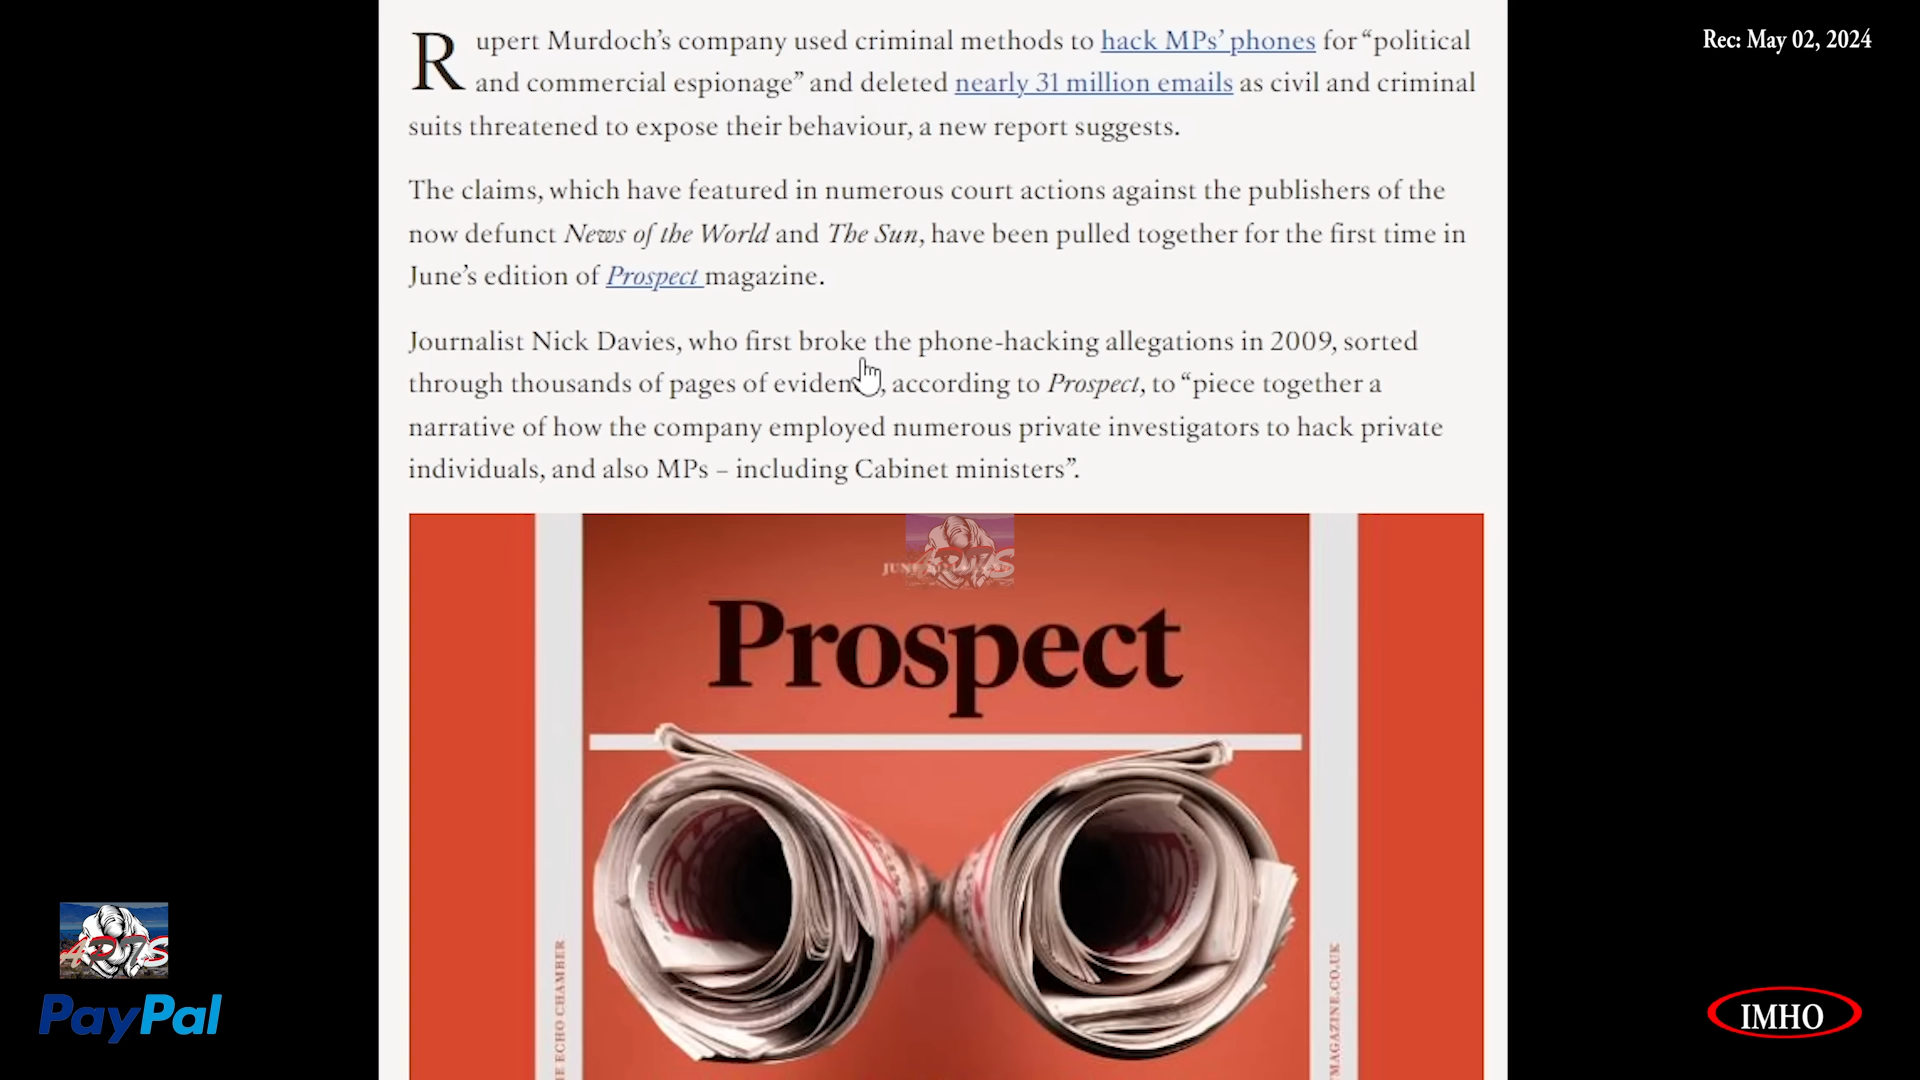 Rec: May 02, 2024
Rupert Murdoch's company used criminal methods to hack MPs' phones for “political
and commercial espionage” and deleted nearly 31 million emails as civil and criminal
suits threatened to expose their behaviour, a new report suggests.
The claims, which have featured in numerous court actions against the publishers of the
now defunct News of the World and The Sun, have been pulled together for the first time in
June's edition of Prospect magazine.
Journalist Nick Davies, who first broke the phone-hacking allegations in 2009, sorted
through thousands of pages of eviden , according to Prospect, to “piece together a
narrative of how the company employed numerous private investigators to hack private
individuals, and also MPs – including Cabinet ministers”.
Prospect
ECHO CHAMBER
MAGAZINE.CO.UK
PayPal
IMHO